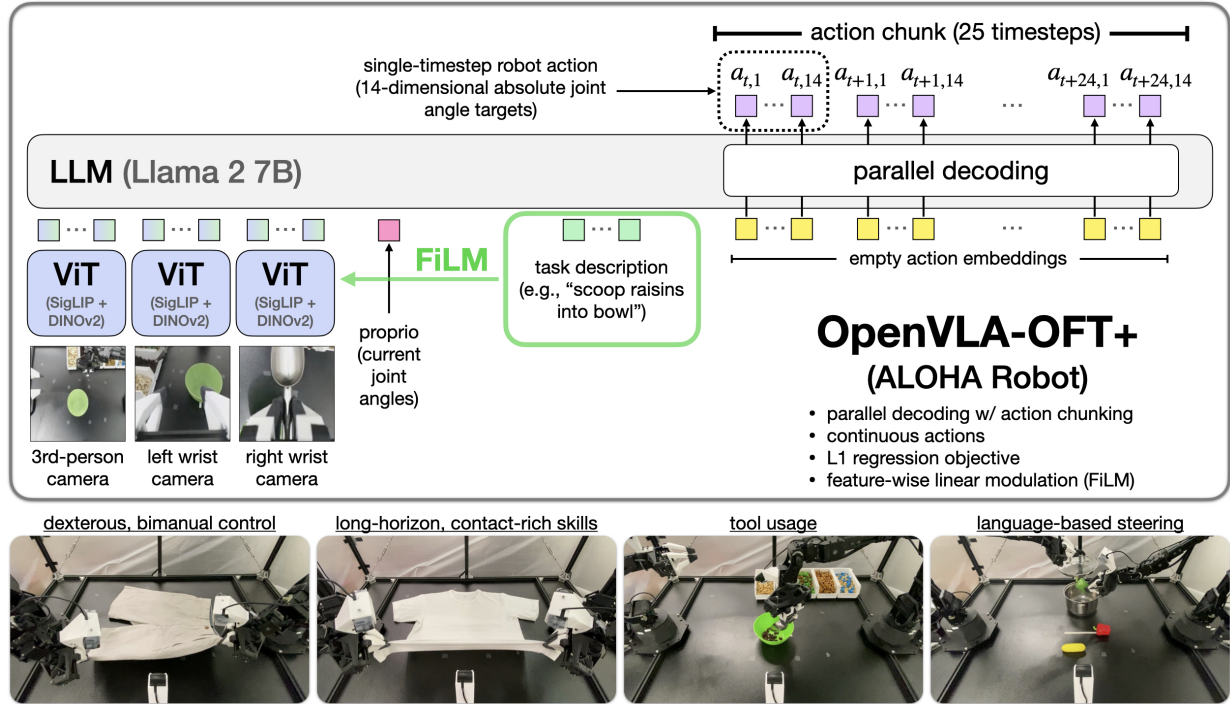 action chunk (25 timesteps)
single-timestep robot action
(14-dimensional absolute joint
angle targets)
a_{t,1} a_{t,14} a_{t+1,1} a_{t+1,14} ... a_{t+24,1} a_{t+24,14}
... ... ... ...
LLM (Llama 2 7B)
parallel decoding
... ... ... ... ... ... ... ...
empty action embeddings
ViT
(SigLIP +
DINOv2)
ViT
(SigLIP +
DINOv2)
ViT
(SigLIP +
DINOv2)
FiLM
task description
(e.g., “scoop raisins
into bowl”)
proprio
(current
joint
angles)
3rd-person
camera
left wrist
camera
right wrist
camera
OpenVLA-OFT+
(ALOHA Robot)
• parallel decoding w/ action chunking
• continuous actions
• L1 regression objective
• feature-wise linear modulation (FiLM)
dexterous, bimanual control
long-horizon, contact-rich skills
tool usage
language-based steering